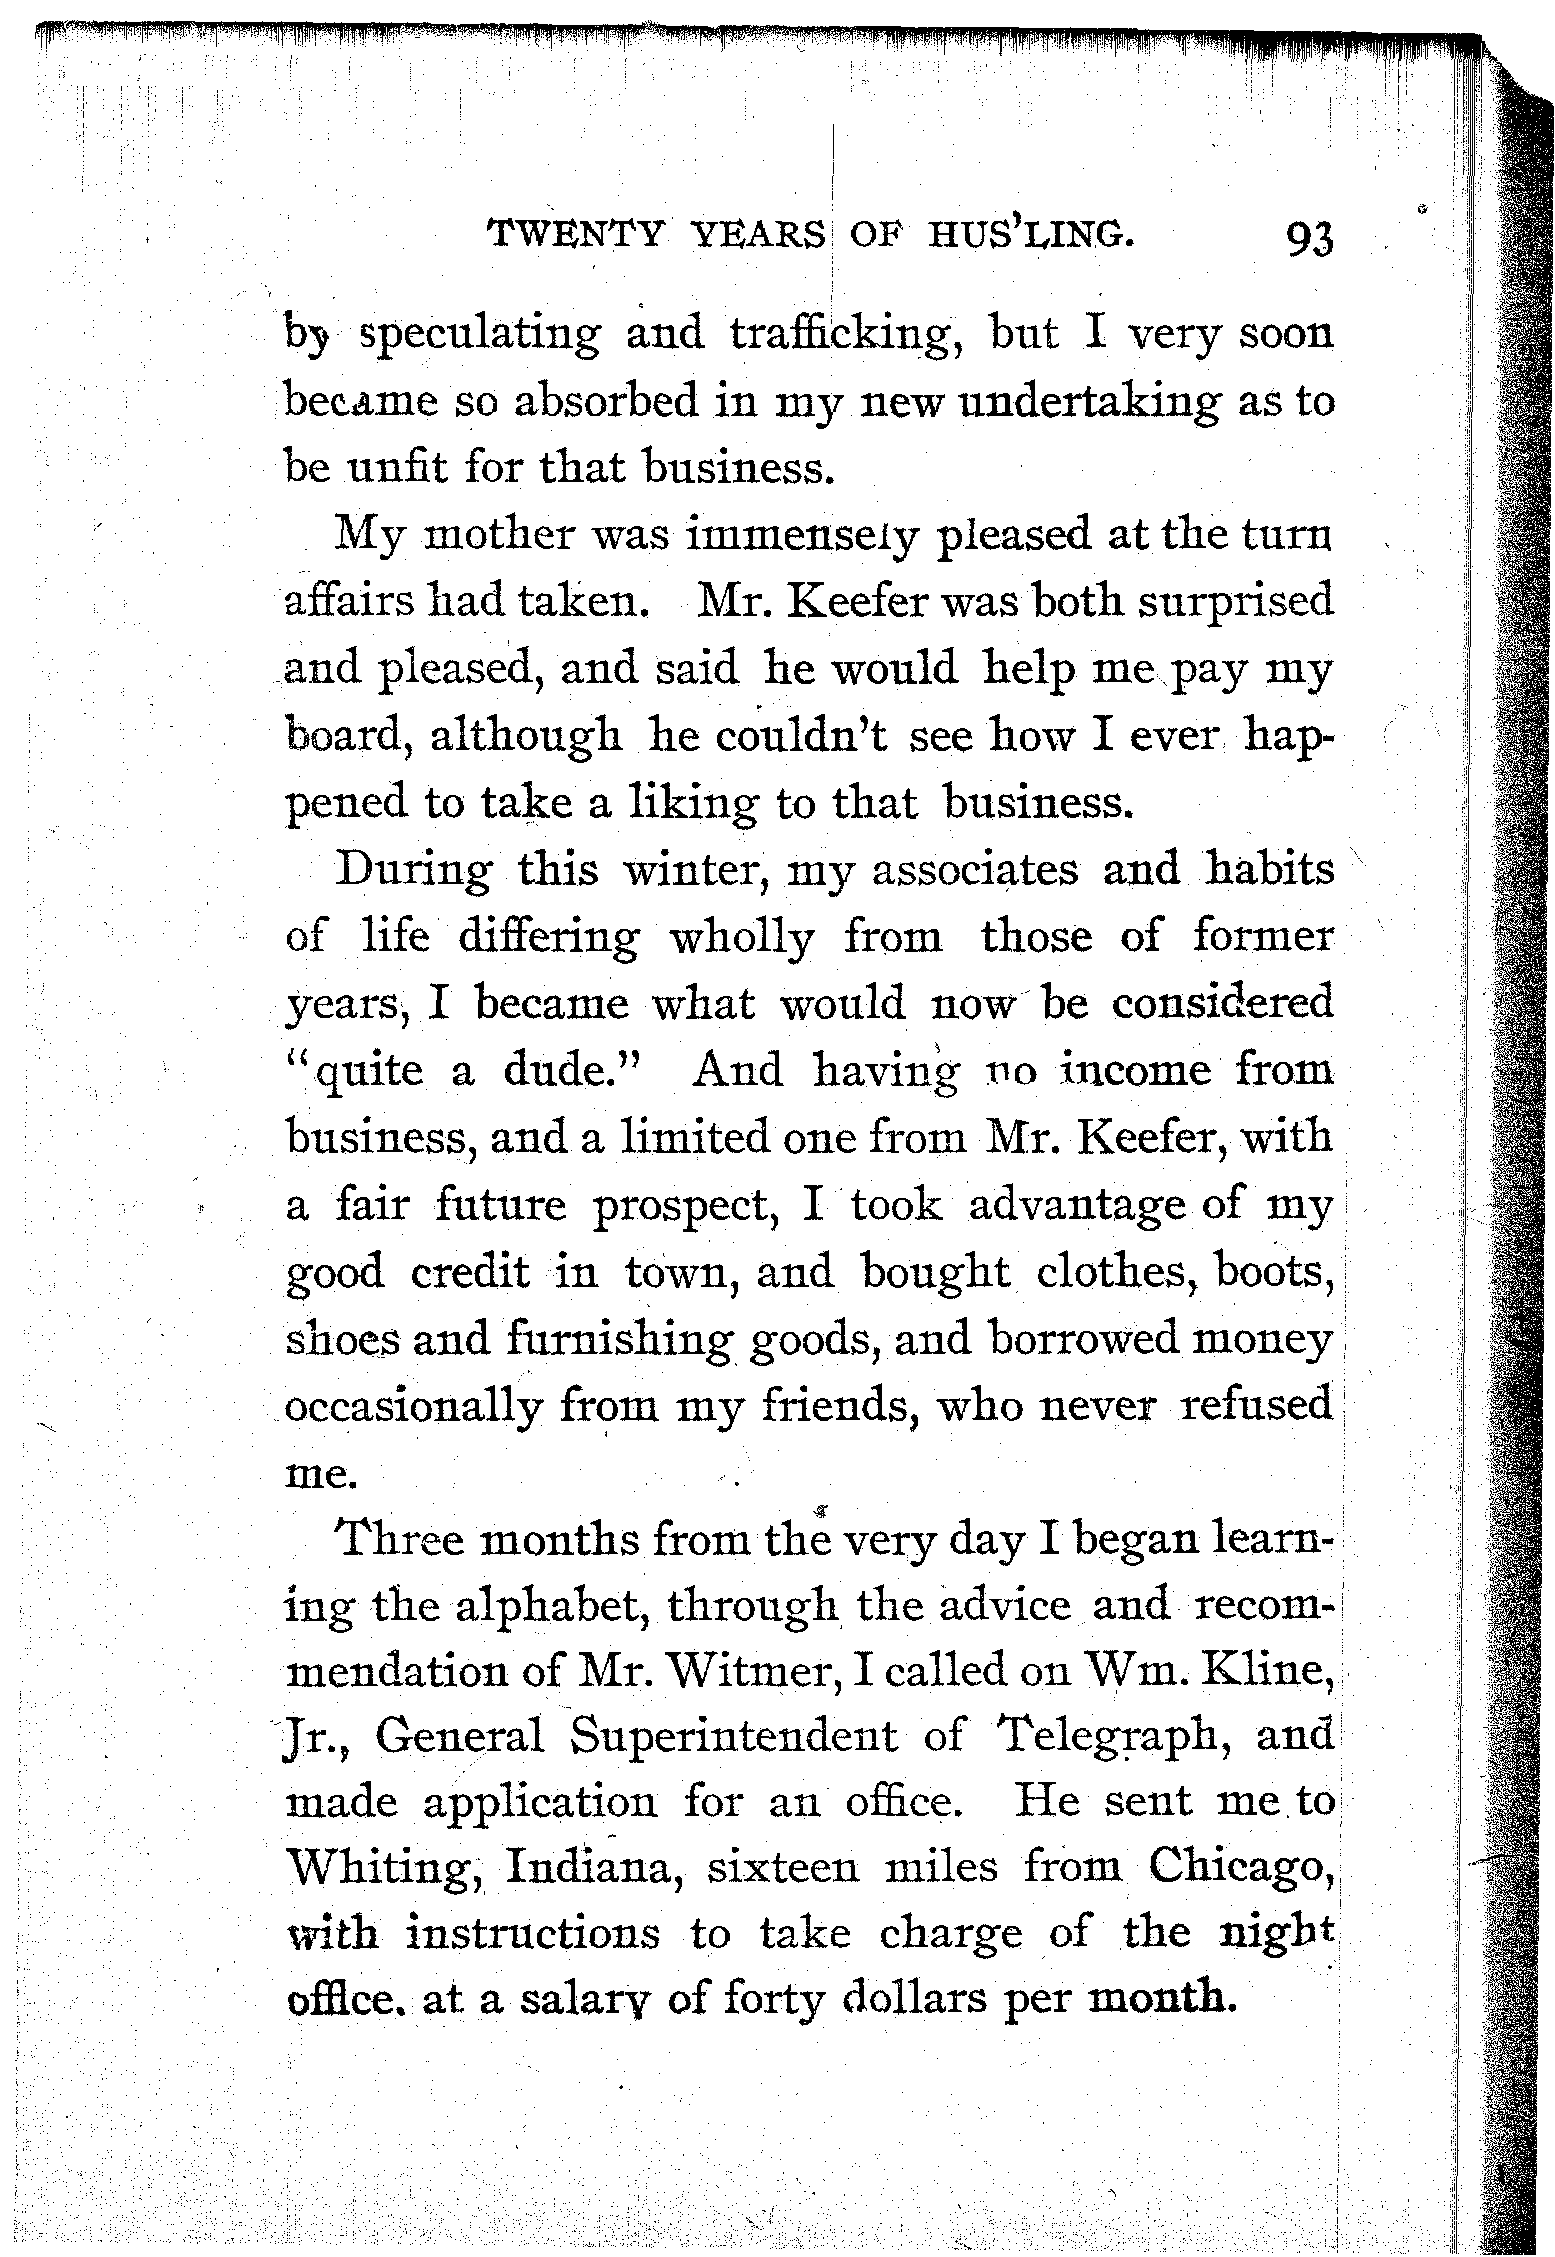 TWENTY YEARS OF HUS'LING. 93
by speculating and trafficking, but I very soon
became so absorbed in my new undertaking as to
be unfit for that business.
My mother was immensely pleased at the turn
affairs had taken. Mr. Keefer was both surprised
and pleased, and said he would help me pay my
board, although he couldn't see how I ever hap-
pened to take a liking to that business.
During this winter, my associates and habits
of life differing wholly from those of former
years, I became what would now be considered
"quite a dude." And having no income from
business, and a limited one from Mr. Keefer, with
a fair future prospect, I took advantage of my
good credit in town, and bought clothes, boots,
shoes and furnishing goods, and borrowed money
occasionally from my friends, who never refused
me.
Three months from the very day I began learn-
ing the alphabet, through the advice and recom-
mendation of Mr. Witmer, I called on Wm. Kline,
Jr., General Superintendent of Telegraph, and
made application for an office. He sent me to
Whiting, Indiana, sixteen miles from Chicago,
with instructions to take charge of the night
office. at a salary of forty dollars per month.